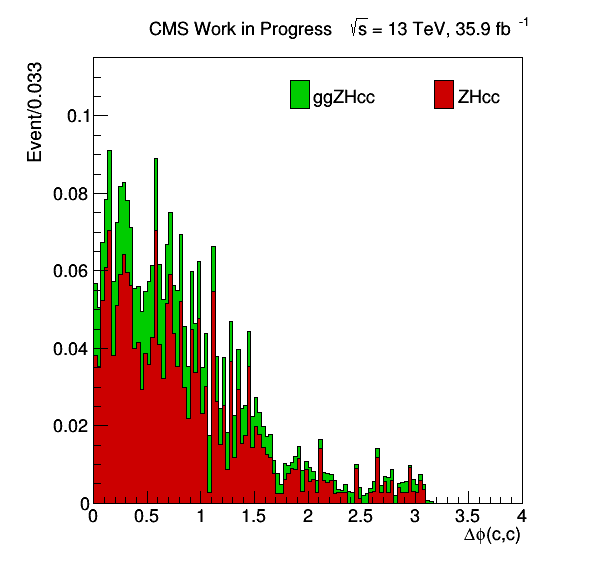 CMS Work in Progress √s = 13 TeV, 35.9 fb⁻¹
Event/0.033
ggZHcc ZHcc
0.1
0.08
0.06
0.04
0.02
0
0 0.5 1 1.5 2 2.5 3 3.5 4
Δϕ(c,c)